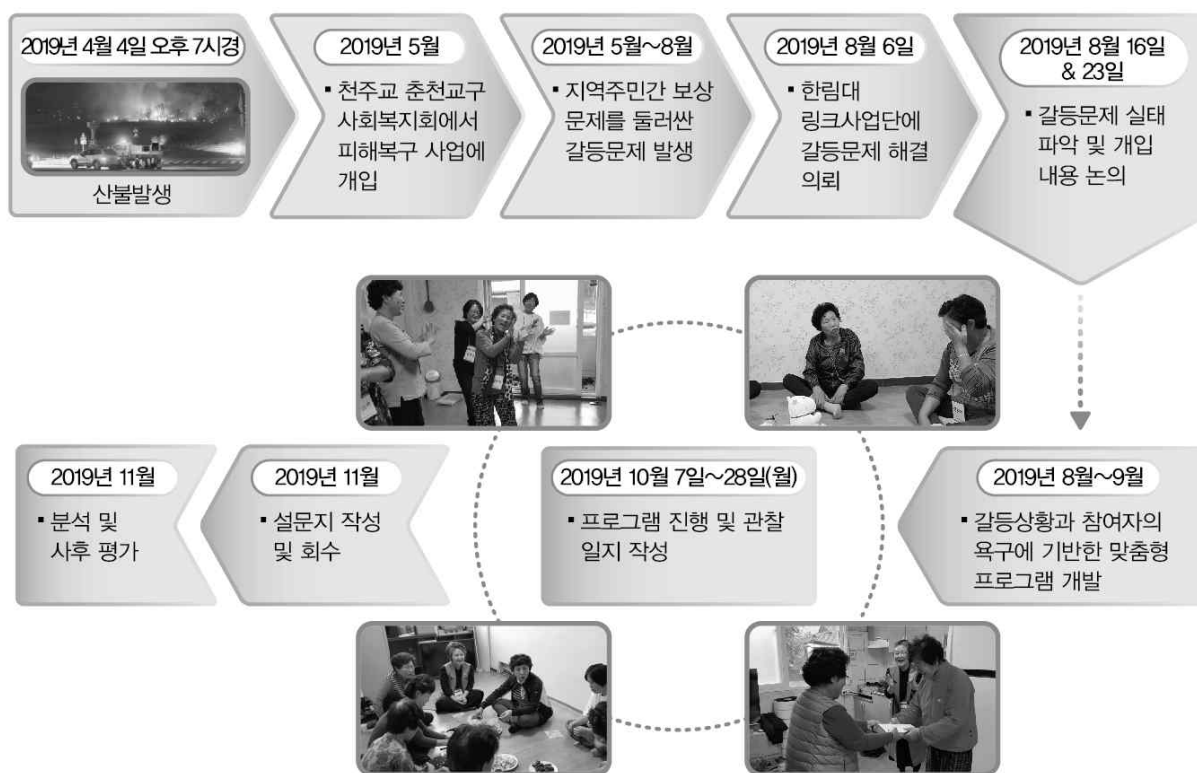 2019년 4월 4일 오후 7시경
산불발생
2019년 5월
▪ 천주교 춘천교구
사회복지회에서
피해복구 사업에
개입
2019년 5월~8월
▪ 지역주민간 보상
문제를 둘러싼
갈등문제 발생
2019년 8월 6일
▪ 한림대
링크사업단에
갈등문제 해결
의뢰
2019년 8월 16일
& 23일
▪ 갈등문제 실태
파악 및 개입
내용 논의
2019년 8월~9월
▪ 갈등상황과 참여자의
욕구에 기반한 맞춤형
프로그램 개발
2019년 10월 7일~28일(월)
▪ 프로그램 진행 및 관찰
일지 작성
2019년 11월
▪ 설문지 작성
및 회수
2019년 11월
▪ 분석 및
사후 평가